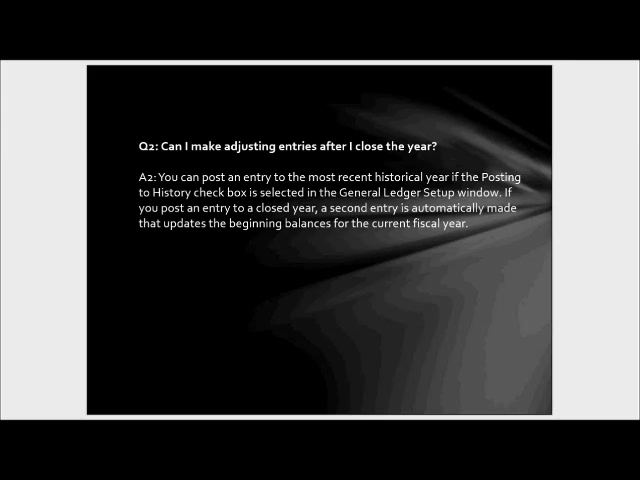 Q2: Can I make adjusting entries after I close the year?
A2: You can post an entry to the most recent historical year if the Posting
to History check box is selected in the General Ledger Setup window. If
you post an entry to a closed year, a second entry is automatically made
that updates the beginning balances for the current fiscal year.